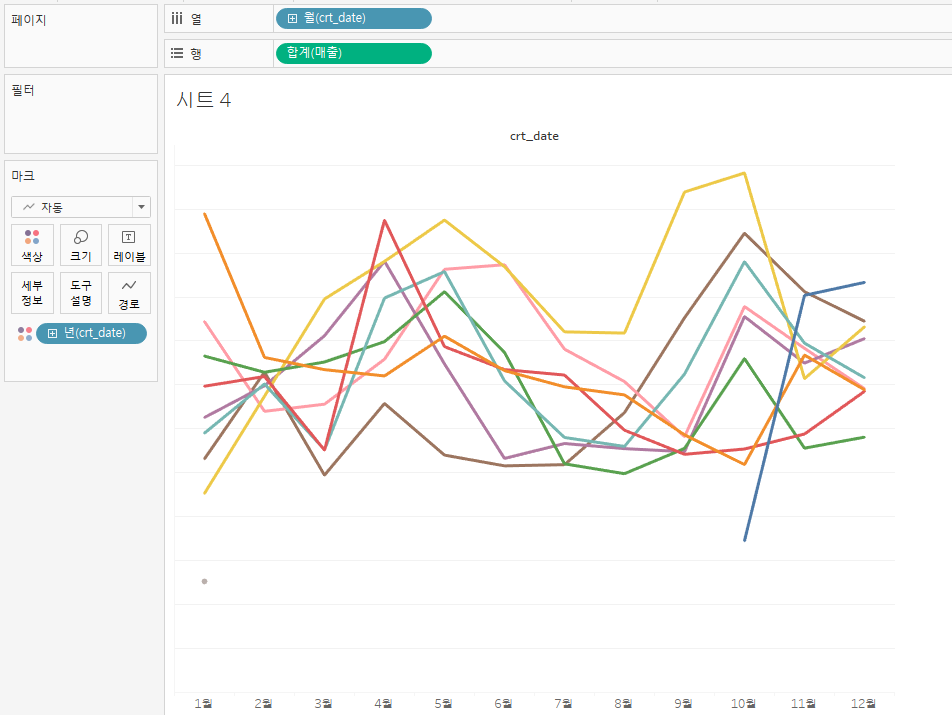 페이지
열
월(crt_date)
행
합계(매출)
필터
시트 4
crt_date
마크
자동
색상
크기
레이블
세부
정보
도구
설명
경로
년(crt_date)
1월 2월 3월 4월 5월 6월 7월 8월 9월 10월 11월 12월